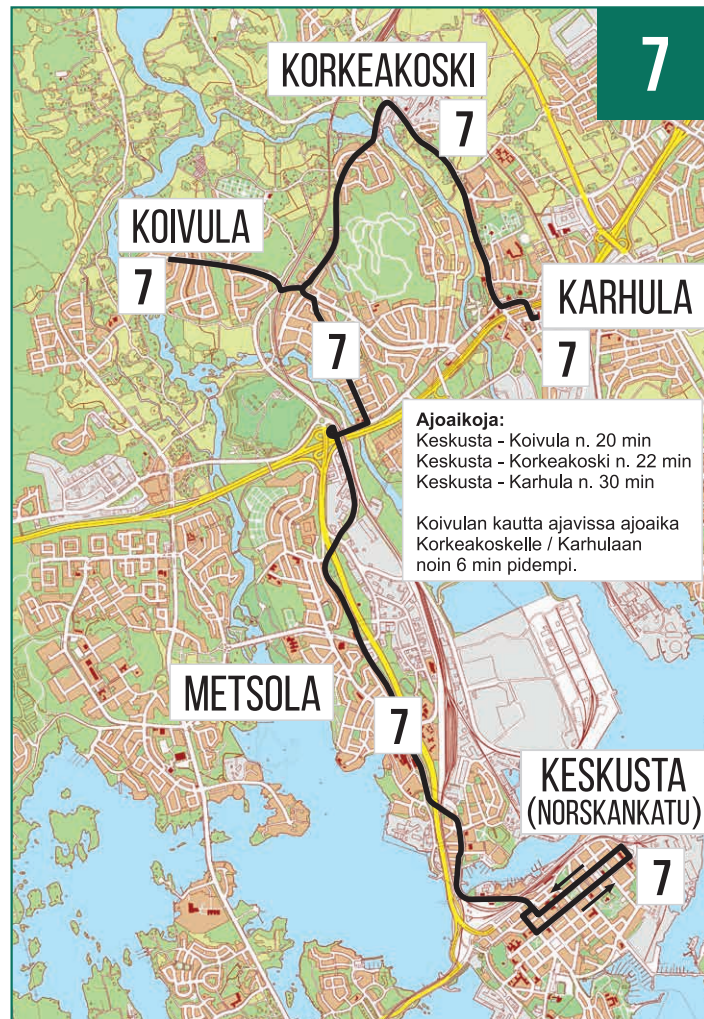 7
KORKEAKOSKI
7
KOIVULA
7
KARHULA
7
7
Ajoaikoja:
Keskusta - Koivula n. 20 min
Keskusta - Korkeakoski n. 22 min
Keskusta - Karhula n. 30 min
Koivulan kautta ajavissa ajoaika
Korkeakoskelle / Karhulaan
noin 6 min pidempi.
METSOLA
7
KESKUSTA
(NORSKANKATU)
7